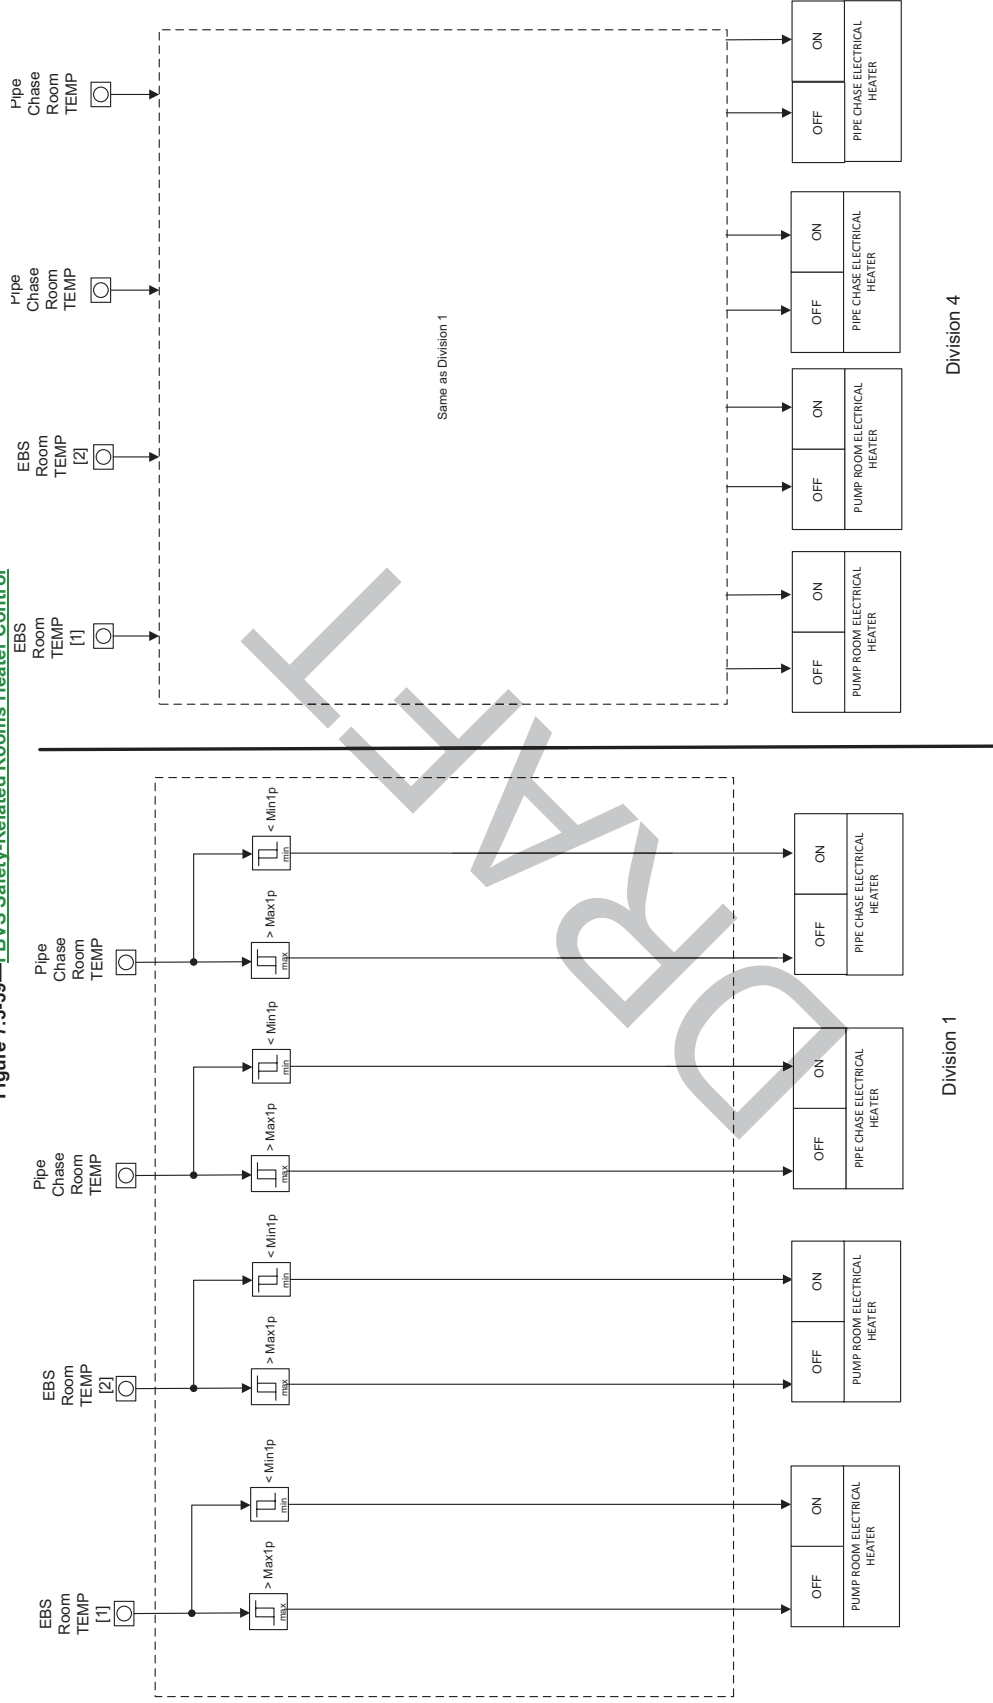 Figure 7.3-59—FBVS Safety-Related Rooms Heater Control
EBS
Room
TEMP
[1]
EBS
Room
TEMP
[2]
Pipe
Chase
Room
TEMP
Pipe
Chase
Room
TEMP
> Max1p
max
< Min1p
min
> Max1p
max
< Min1p
min
> Max1p
max
< Min1p
min
> Max1p
max
< Min1p
min
OFF
ON
PUMP ROOM ELECTRICAL
HEATER
OFF
ON
PUMP ROOM ELECTRICAL
HEATER
OFF
ON
PIPE CHASE ELECTRICAL
HEATER
OFF
ON
PIPE CHASE ELECTRICAL
HEATER
Division 1
EBS
Room
TEMP
[1]
EBS
Room
TEMP
[2]
Pipe
Chase
Room
TEMP
Pipe
Chase
Room
TEMP
Same as Division 1
OFF
ON
PUMP ROOM ELECTRICAL
HEATER
OFF
ON
PUMP ROOM ELECTRICAL
HEATER
OFF
ON
PIPE CHASE ELECTRICAL
HEATER
OFF
ON
PIPE CHASE ELECTRICAL
HEATER
Division 4
DRAFT